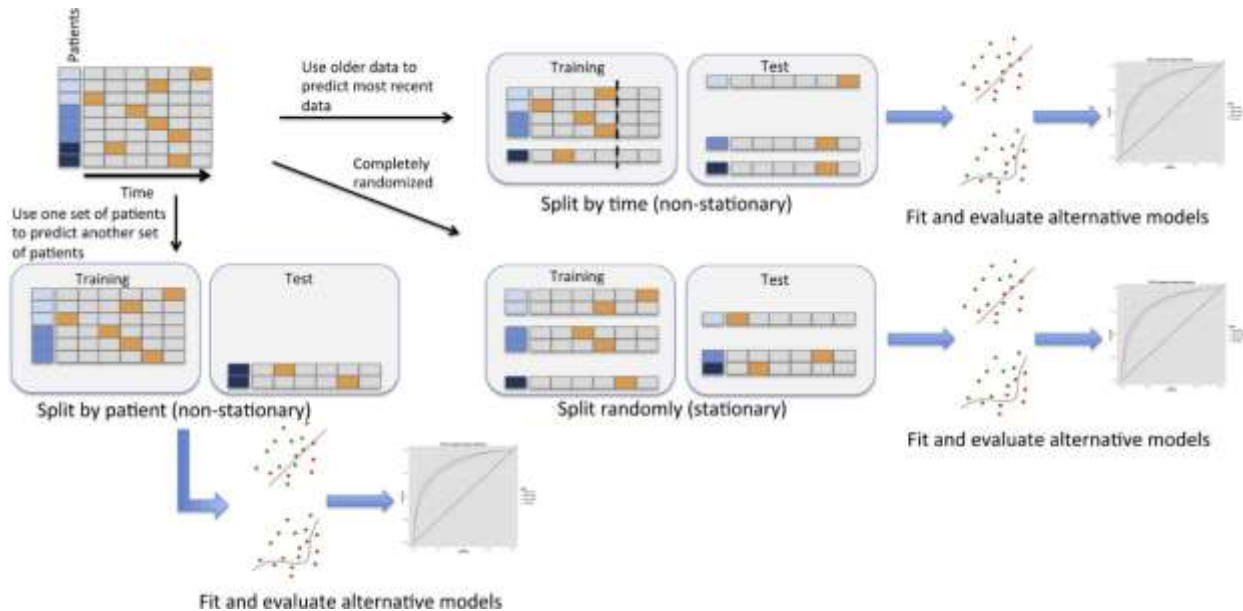 Patients
Time
Use older data to
predict most recent
data
Completely
randomized
Use one set of patients
to predict another set
of patients
Training
Test
Split by time (non-stationary)
Fit and evaluate alternative models
Training
Test
Split by patient (non-stationary)
Training
Test
Split randomly (stationary)
Fit and evaluate alternative models
Fit and evaluate alternative models